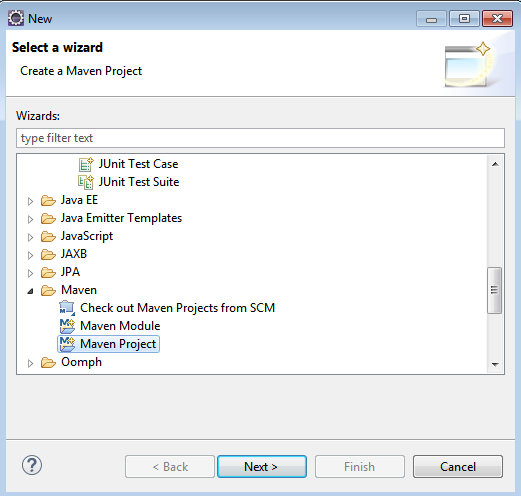 New
Select a wizard
Create a Maven Project
Wizards:
type filter text
JUnit Test Case
JUnit Test Suite
Java EE
Java Emitter Templates
JavaScript
JAXB
JPA
Maven
Check out Maven Projects from SCM
Maven Module
Maven Project
Oomph
?
< Back
Next >
Finish
Cancel